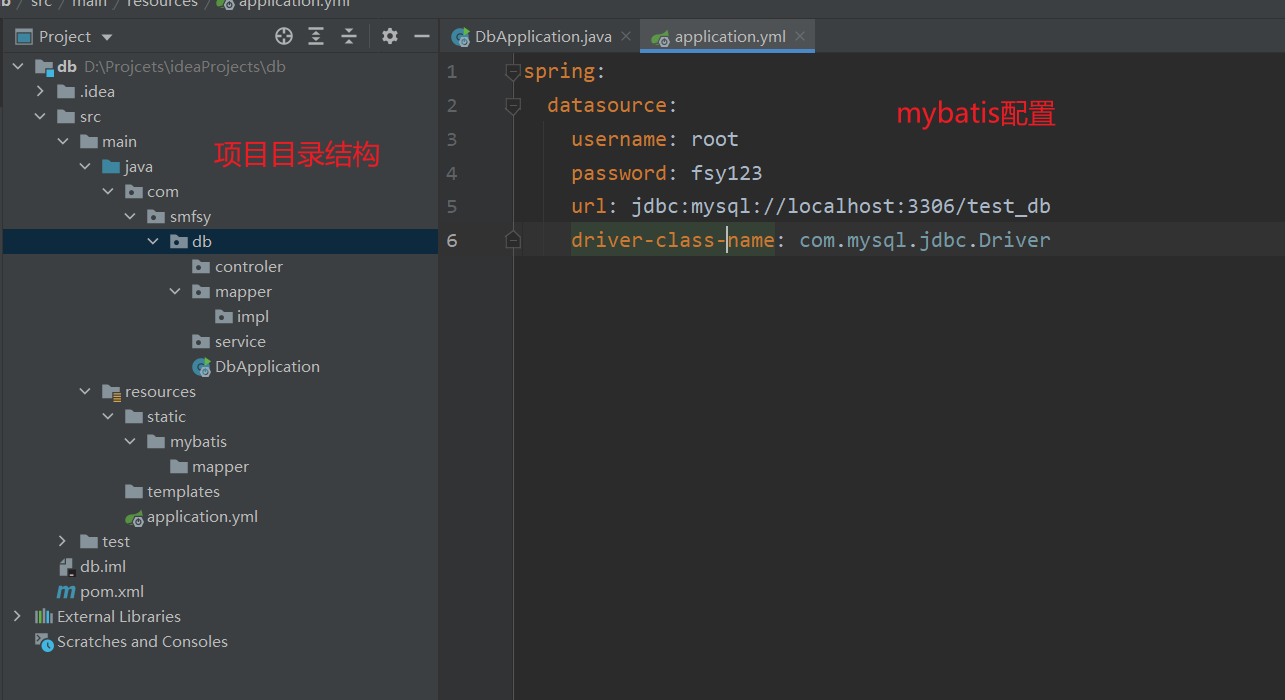 b / src / main / resources / application.yml
Project
DbApplication.java
application.yml
db D:\Projcets\ideaProjects\db
.idea
src
main
java
com
smfsy
db
controler
mapper
impl
service
DbApplication
resources
static
mybatis
mapper
templates
application.yml
test
db.iml
pom.xml
External Libraries
Scratches and Consoles
项目目录结构
1 spring:
2 datasource:
3 username: root
4 password: fsy123
5 url: jdbc:mysql://localhost:3306/test_db
6 driver-class-name: com.mysql.jdbc.Driver
mybatis配置